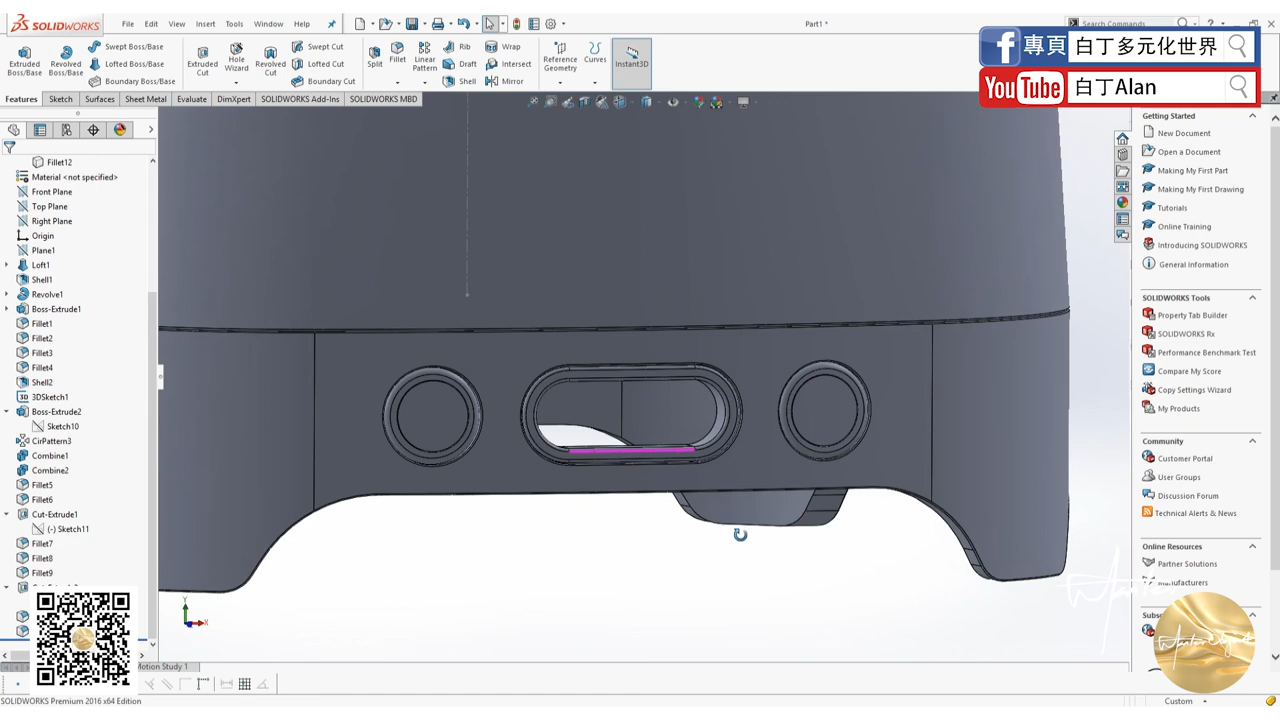 SOLIDWORKS
File Edit View Insert Tools Window Help
Part1 *
Search Commands
專頁 白丁多元化世界
YouTube 白丁Alan
Extruded Boss/Base
Revolved Boss/Base
Swept Boss/Base
Lofted Boss/Base
Boundary Boss/Base
Extruded Cut
Hole Wizard
Revolved Cut
Swept Cut
Lofted Cut
Boundary Cut
Split
Fillet
Linear Pattern
Rib
Draft
Shell
Wrap
Intersect
Mirror
Reference Geometry
Curves
Instant3D
Features Sketch Surfaces Sheet Metal Evaluate DimXpert SOLIDWORKS Add-Ins SOLIDWORKS MBD
Fillet12
Material <not specified>
Front Plane
Top Plane
Right Plane
Origin
Plane1
Loft1
Shell1
Revolve1
Boss-Extrude1
Fillet1
Fillet2
Fillet3
Fillet4
Shell2
3DSketch1
Boss-Extrude2
Sketch10
CirPattern3
Combine1
Combine2
Fillet5
Fillet6
Cut-Extrude1
(-) Sketch11
Fillet7
Fillet8
Fillet9
Y
X
Motion Study 1
SOLIDWORKS Premium 2016 x64 Edition
Custom
Getting Started
New Document
Open a Document
Making My First Part
Making My First Drawing
Tutorials
Online Training
Introducing SOLIDWORKS
General Information
SOLIDWORKS Tools
Property Tab Builder
SOLIDWORKS Rx
Performance Benchmark Test
Compare My Score
Copy Settings Wizard
My Products
Community
Customer Portal
User Groups
Discussion Forum
Technical Alerts & News
Online Resources
Partner Solutions
Manufacturers